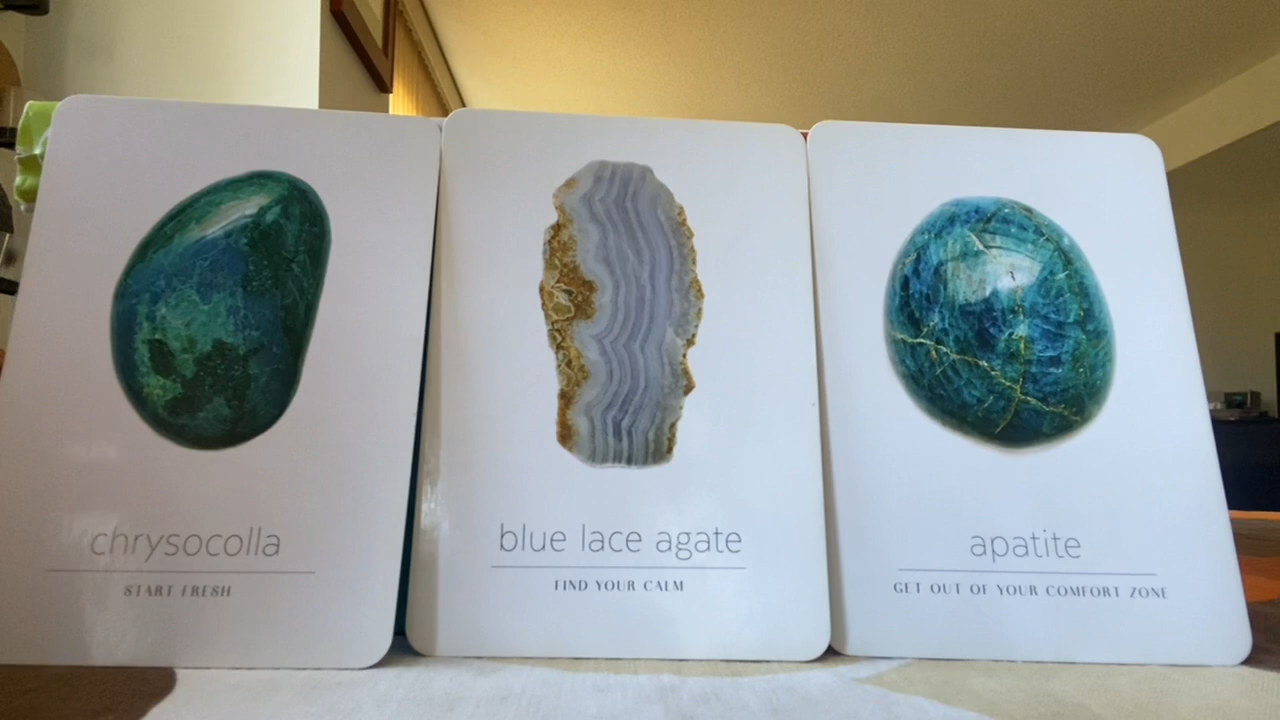 chrysocolla
START FRESH
blue lace agate
FIND YOUR CALM
apatite
GET OUT OF YOUR COMFORT ZONE